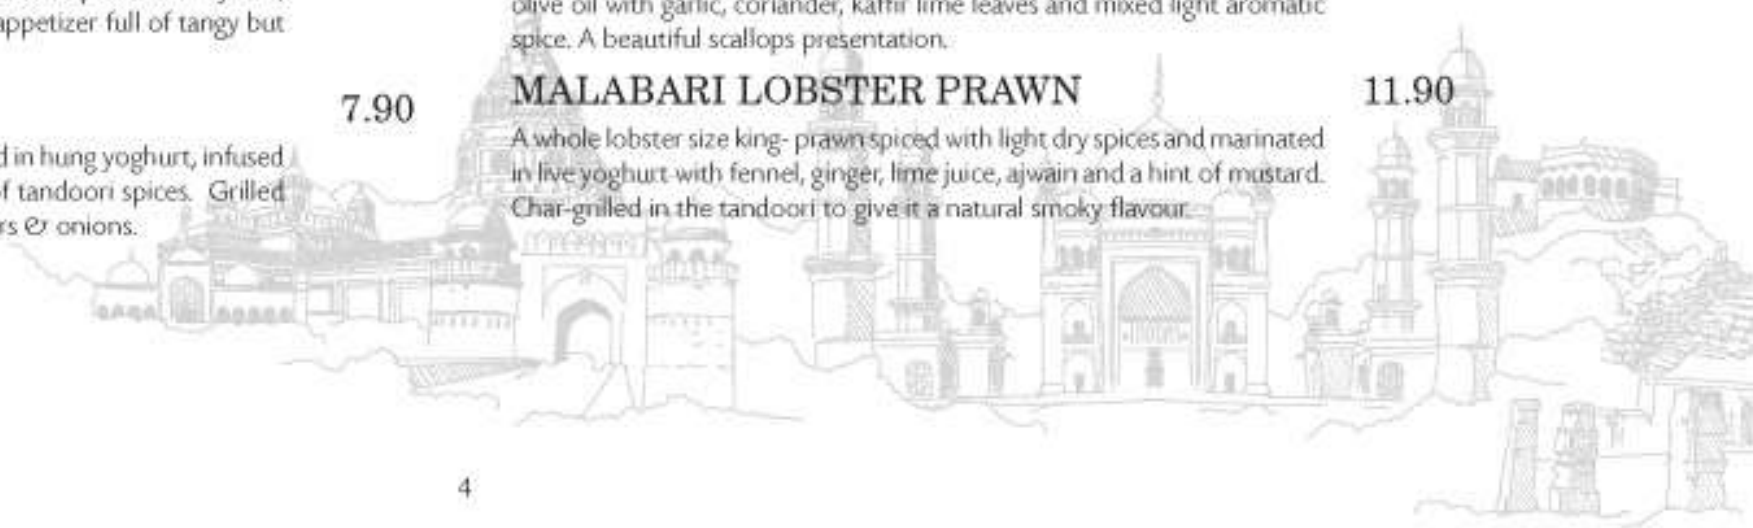 appetizer full of tangy but
7.90
d in hung yoghurt, infused
of tandoori spices. Grilled
rs & onions.
olive oil with garlic, coriander, kaffir lime leaves and mixed light aromatic
spice. A beautiful scallops presentation.
MALABARI LOBSTER PRAWN 11.90
A whole lobster size king- prawn spiced with light dry spices and marinated
in live yoghurt with fennel, ginger, lime juice, ajwain and a hint of mustard.
Char-grilled in the tandoori to give it a natural smoky flavour.
4